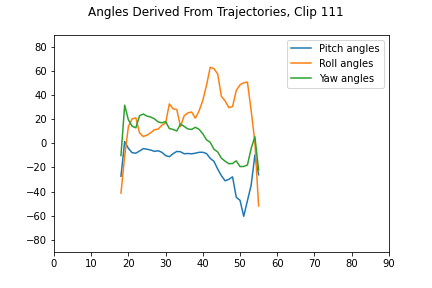 Angles Derived From Trajectories, Clip 111
Pitch angles
Roll angles
Yaw angles
80
60
40
20
0
−20
−40
−60
−80
0 10 20 30 40 50 60 70 80 90